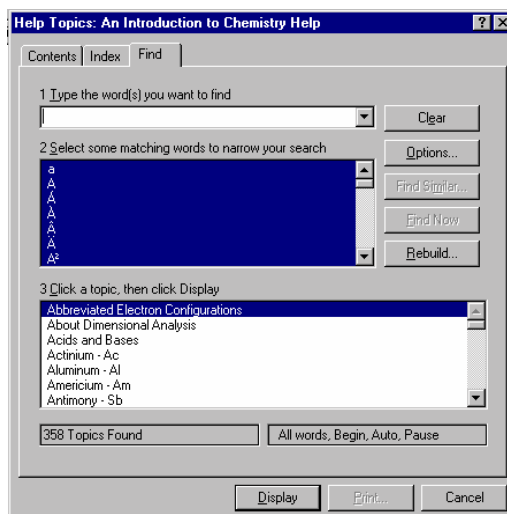 Help Topics: An Introduction to Chemistry Help
Contents Index Find
1 Type the word(s) you want to find
Clear
2 Select some matching words to narrow your search
Options...
a
A
Á
À
Â
Ä
A²
Find Similar...
Find Now
Rebuild...
3 Click a topic, then click Display
Abbreviated Electron Configurations
About Dimensional Analysis
Acids and Bases
Actinium - Ac
Aluminum - Al
Americium - Am
Antimony - Sb
358 Topics Found
All words, Begin, Auto, Pause
Display Print... Cancel